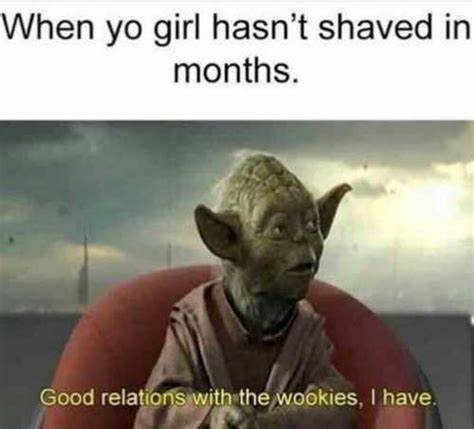 When yo girl hasn't shaved in
months.
Good relations with the wookies, I have.